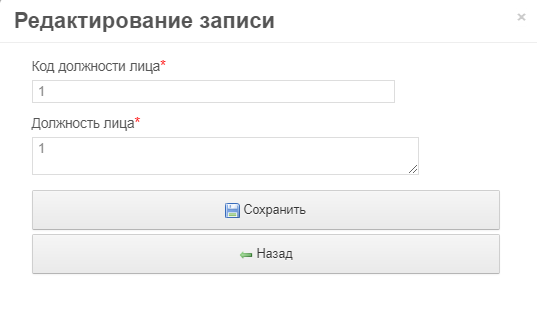 Редактирование записи ×
Код должности лица*
1
Должность лица*
1
Сохранить
Назад